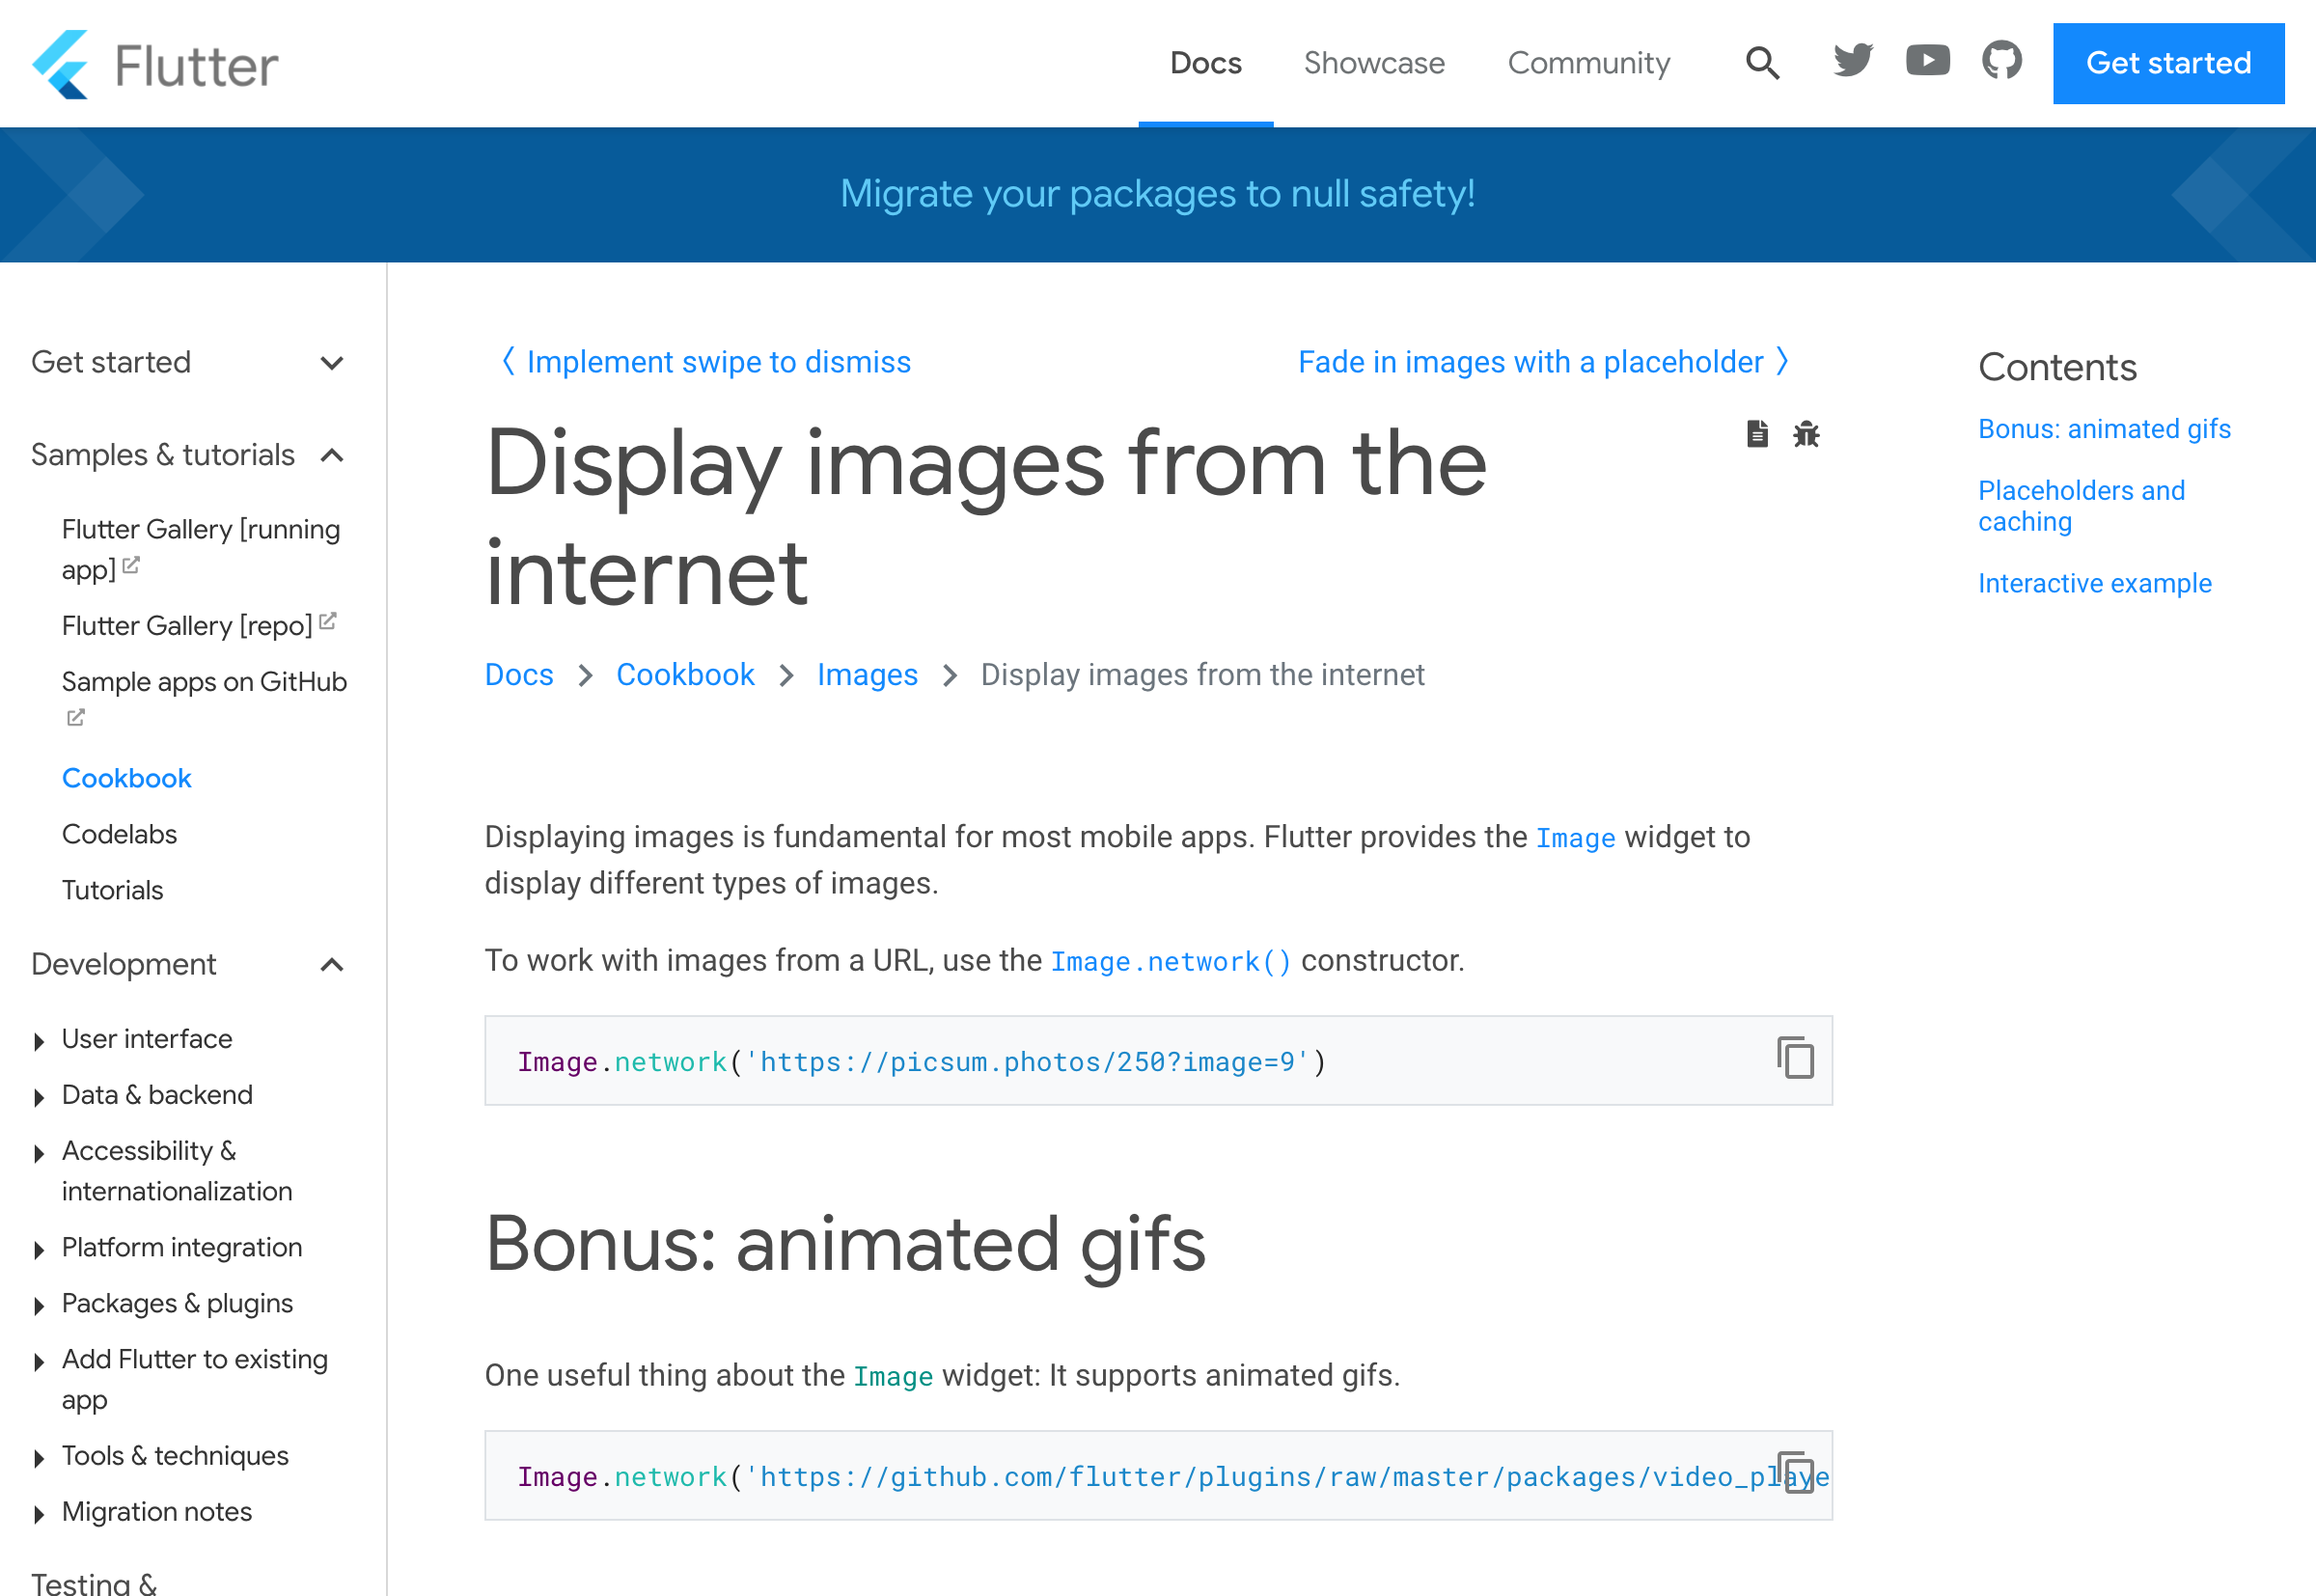 Flutter
Docs
Showcase
Community
Get started
Migrate your packages to null safety!
Get started
Samples & tutorials
Flutter Gallery [running
app]
Flutter Gallery [repo]
Sample apps on GitHub
Cookbook
Codelabs
Tutorials
Development
User interface
Data & backend
Accessibility &
internationalization
Platform integration
Packages & plugins
Add Flutter to existing
app
Tools & techniques
Migration notes
Testing &
〈 Implement swipe to dismiss
Fade in images with a placeholder 〉
Display images from the
internet
Docs > Cookbook > Images > Display images from the internet
Displaying images is fundamental for most mobile apps. Flutter provides the Image widget to
display different types of images.
To work with images from a URL, use the Image.network() constructor.
Image.network('https://picsum.photos/250?image=9')
Bonus: animated gifs
One useful thing about the Image widget: It supports animated gifs.
Image.network('https://github.com/flutter/plugins/raw/master/packages/video_playe
Contents
Bonus: animated gifs
Placeholders and
caching
Interactive example